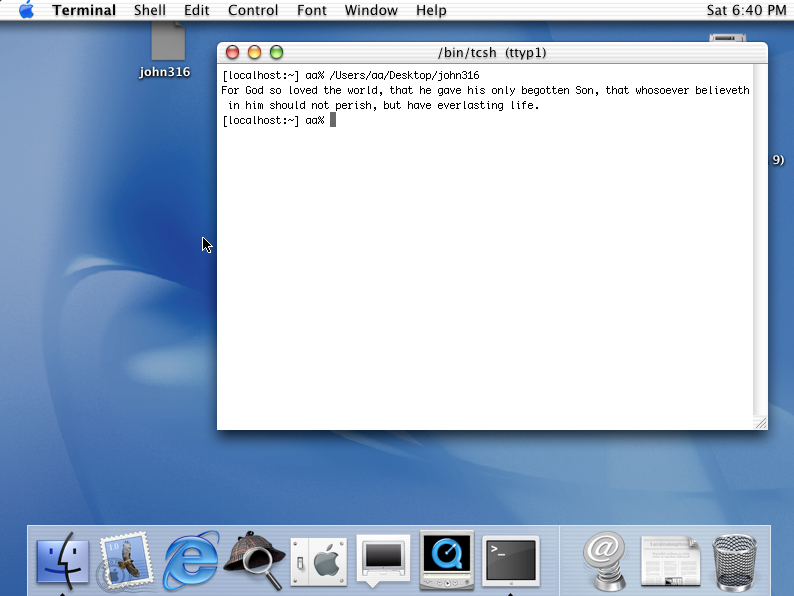 Terminal Shell Edit Control Font Window Help Sat 6:40 PM
john316
/bin/tcsh (ttyp1)
[localhost:~] aa% /Users/aa/Desktop/john316
For God so loved the world, that he gave his only begotten Son, that whosoever believeth
in him should not perish, but have everlasting life.
[localhost:~] aa%
9)
>_
@